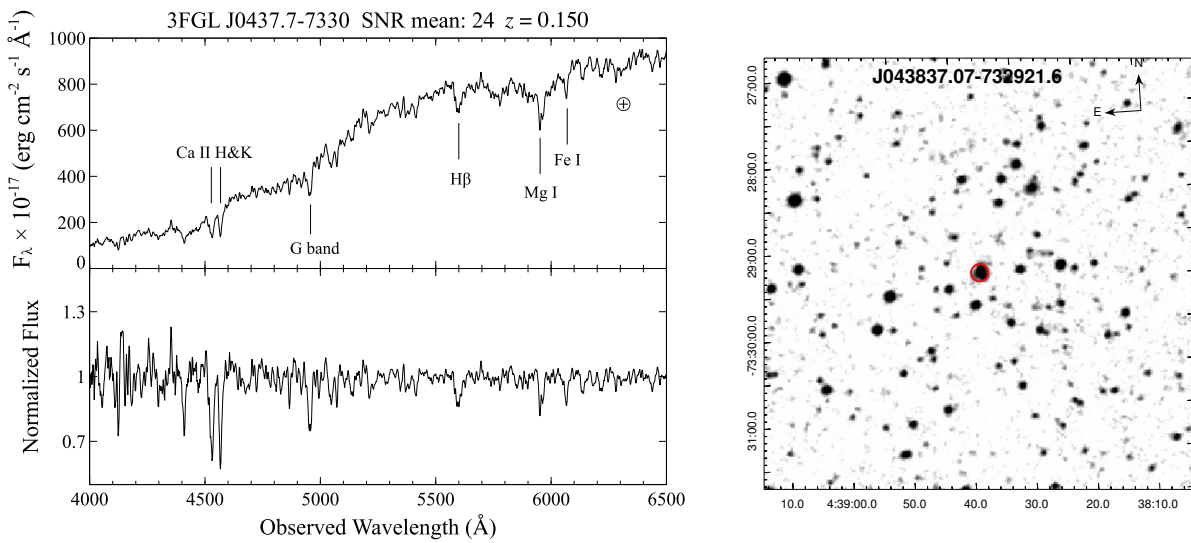 3FGL J0437.7-7330 SNR mean: 24 z = 0.150
Fλ × 10⁻¹⁷ (erg cm⁻² s⁻¹ Å⁻¹)
1000
800
600
400
200
0
Ca II H&K
G band
Hβ
Mg I
Fe I
⊕
Normalized Flux
1.3
1
0.7
4000 4500 5000 5500 6000 6500
Observed Wavelength (Å)
J043837.07-732921.6
N
E
27:00.0
28:00.0
29:00.0
-73:30:00.0
31:00.0
10.0 4:39:00.0 50.0 40.0 30.0 20.0 38:10.0